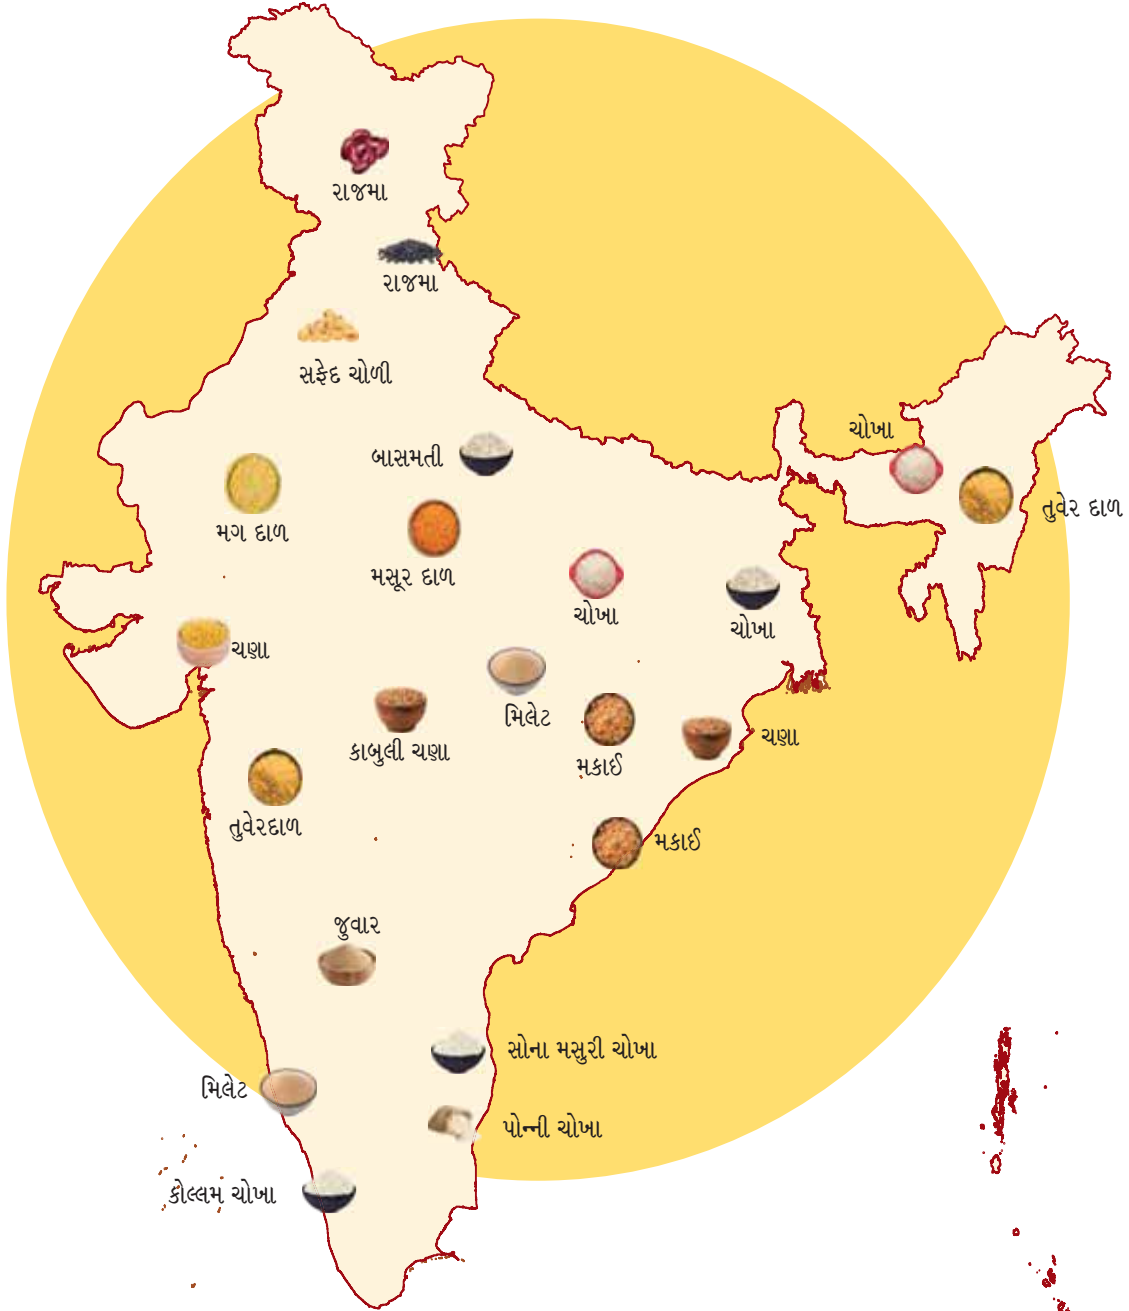 રાજમા
રાજમા
સફેદ ચોળી
ચોખા
બાસમતી
તુવેર દાળ
મગ દાળ
મસૂર દાળ
ચોખા
ચોખા
ચણા
મિલેટ
ચણા
કાબુલી ચણા
મકાઈ
તુવેરદાળ
મકાઈ
જુવાર
સોના મસુરી ચોખા
મિલેટ
પોન્ની ચોખા
કોલ્લમ ચોખા